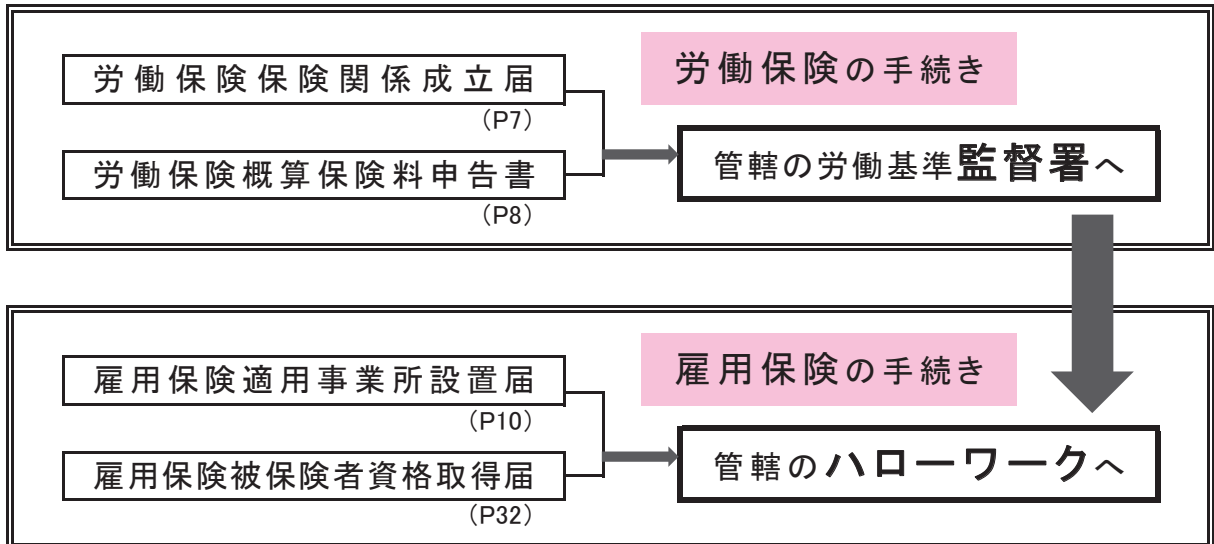 労働保険の手続き
労働保険保険関係成立届
（P7）
労働保険概算保険料申告書
（P8）
管轄の労働基準監督署へ
雇用保険の手続き
雇用保険適用事業所設置届
（P10）
雇用保険被保険者資格取得届
（P32）
管轄のハローワークへ